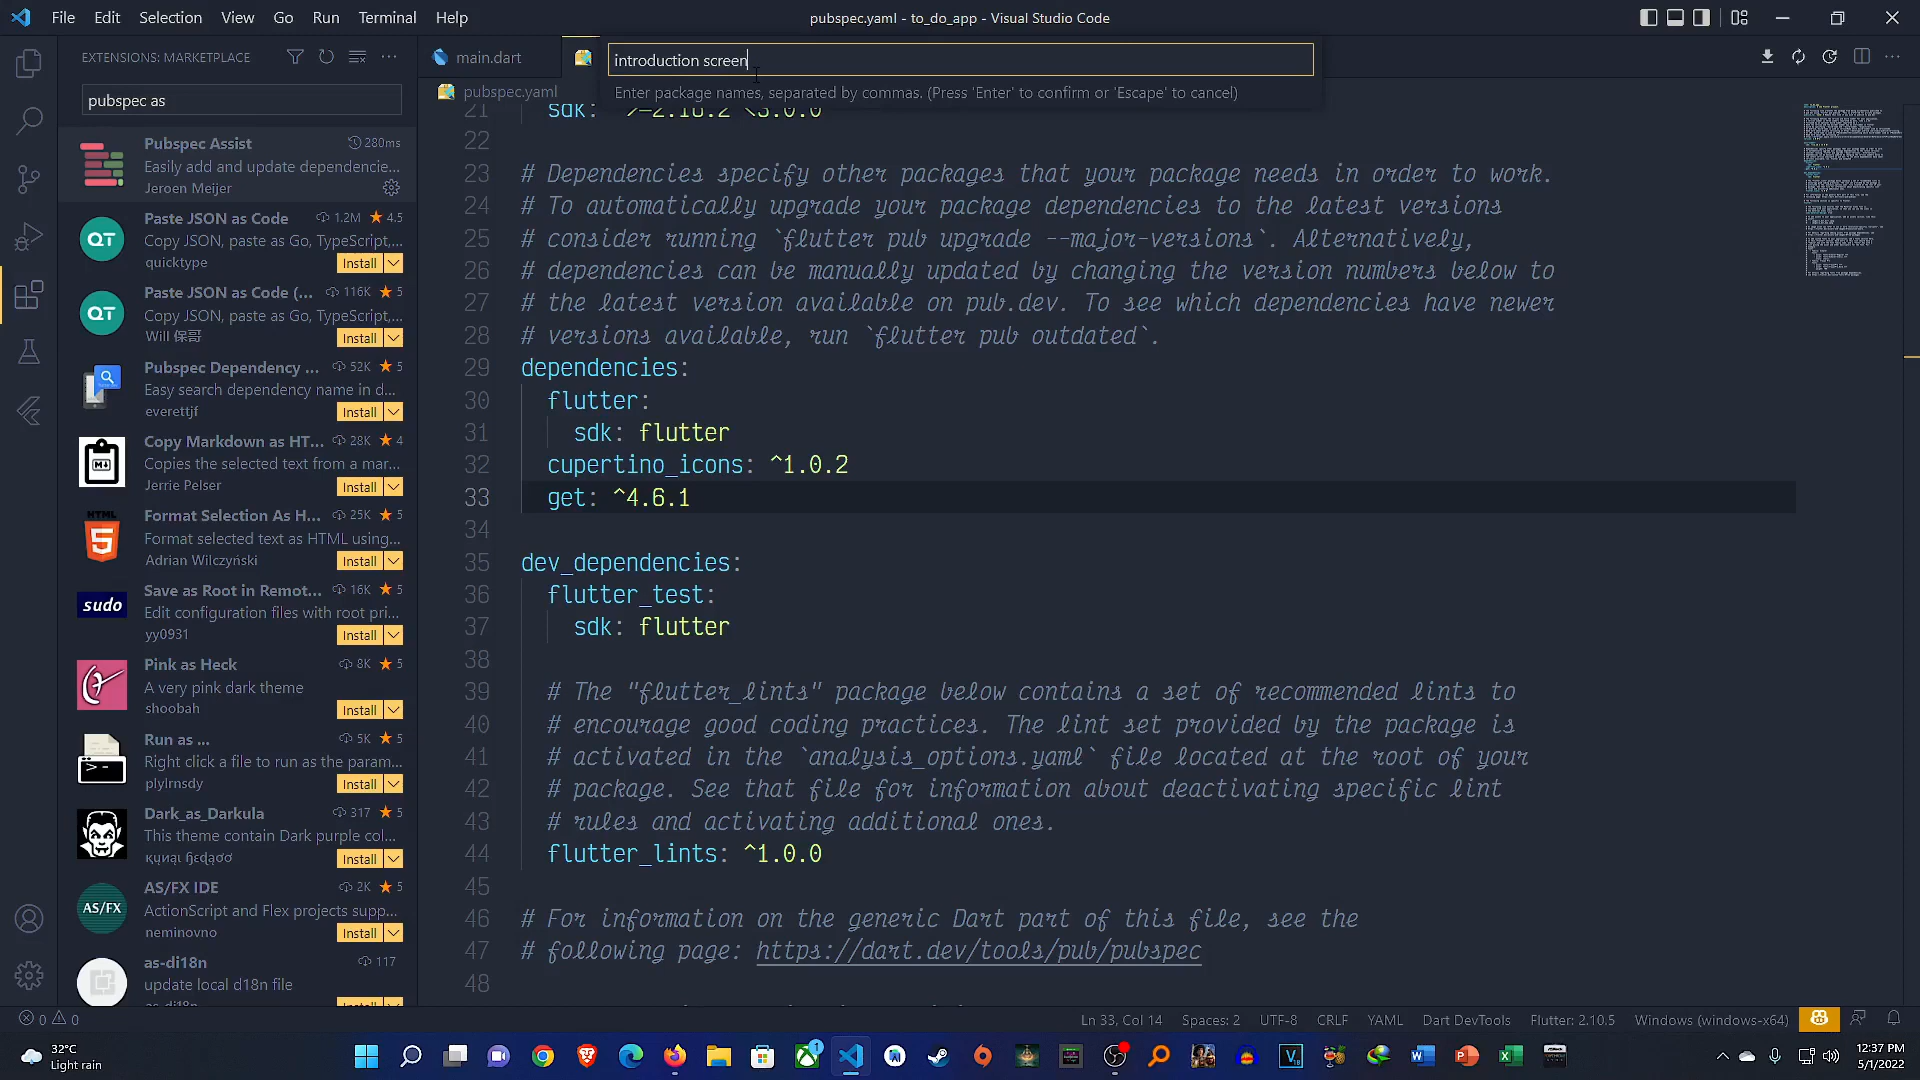 File Edit Selection View Go Run Terminal Help
pubspec.yaml - to_do_app - Visual Studio Code
EXTENSIONS: MARKETPLACE
pubspec as
Pubspec Assist 280ms
Easily add and update dependencie...
Jeroen Meijer
Paste JSON as Code 1.2M 4.5
Copy JSON, paste as Go, TypeScript,...
quicktype Install
Paste JSON as Code (... 116K 5
Copy JSON, paste as Go, TypeScript,...
Will 保哥 Install
Pubspec Dependency ... 52K 5
Easy search dependency name in d...
everettjf Install
Copy Markdown as HT... 28K 4
Copies the selected text from a mar...
Jerrie Pelser Install
Format Selection As H... 25K 5
Format selected text as HTML using...
Adrian Wilczyński Install
sudo
Save as Root in Remot... 16K 5
Edit configuration files with root pri...
yy0931 Install
Pink as Heck 8K 5
A very pink dark theme
shoobah Install
Run as ... 5K 5
Right click a file to run as the param...
plylrnsdy Install
Dark_as_Darkula 317 5
This theme contain Dark purple col...
Install
AS/FX
AS/FX IDE 2K 5
ActionScript and Flex projects supp...
neminovno Install
as-di18n 117
update local d18n file
as-di18n Install
main.dart
introduction screen
Enter package names, separated by commas. (Press 'Enter' to confirm or 'Escape' to cancel)
pubspec.yaml
21 sdk: ">=2.16.2 <3.0.0"
22
23 # Dependencies specify other packages that your package needs in order to work.
24 # To automatically upgrade your package dependencies to the latest versions
25 # consider running `flutter pub upgrade --major-versions`. Alternatively,
26 # dependencies can be manually updated by changing the version numbers below to
27 # the latest version available on pub.dev. To see which dependencies have newer
28 # versions available, run `flutter pub outdated`.
29 dependencies:
30 flutter:
31 sdk: flutter
32 cupertino_icons: ^1.0.2
33 get: ^4.6.1
34
35 dev_dependencies:
36 flutter_test:
37 sdk: flutter
38
39 # The "flutter_lints" package below contains a set of recommended lints to
40 # encourage good coding practices. The lint set provided by the package is
41 # activated in the `analysis_options.yaml` file located at the root of your
42 # package. See that file for information about deactivating specific lint
43 # rules and activating additional ones.
44 flutter_lints: ^1.0.0
45
46 # For information on the generic Dart part of this file, see the
47 # following page: https://dart.dev/tools/pub/pubspec
48
0 0
Ln 33, Col 14 Spaces: 2 UTF-8 CRLF YAML Dart DevTools Flutter: 2.10.5 Windows (windows-x64)
32°C
Light rain
12:37 PM
5/1/2022